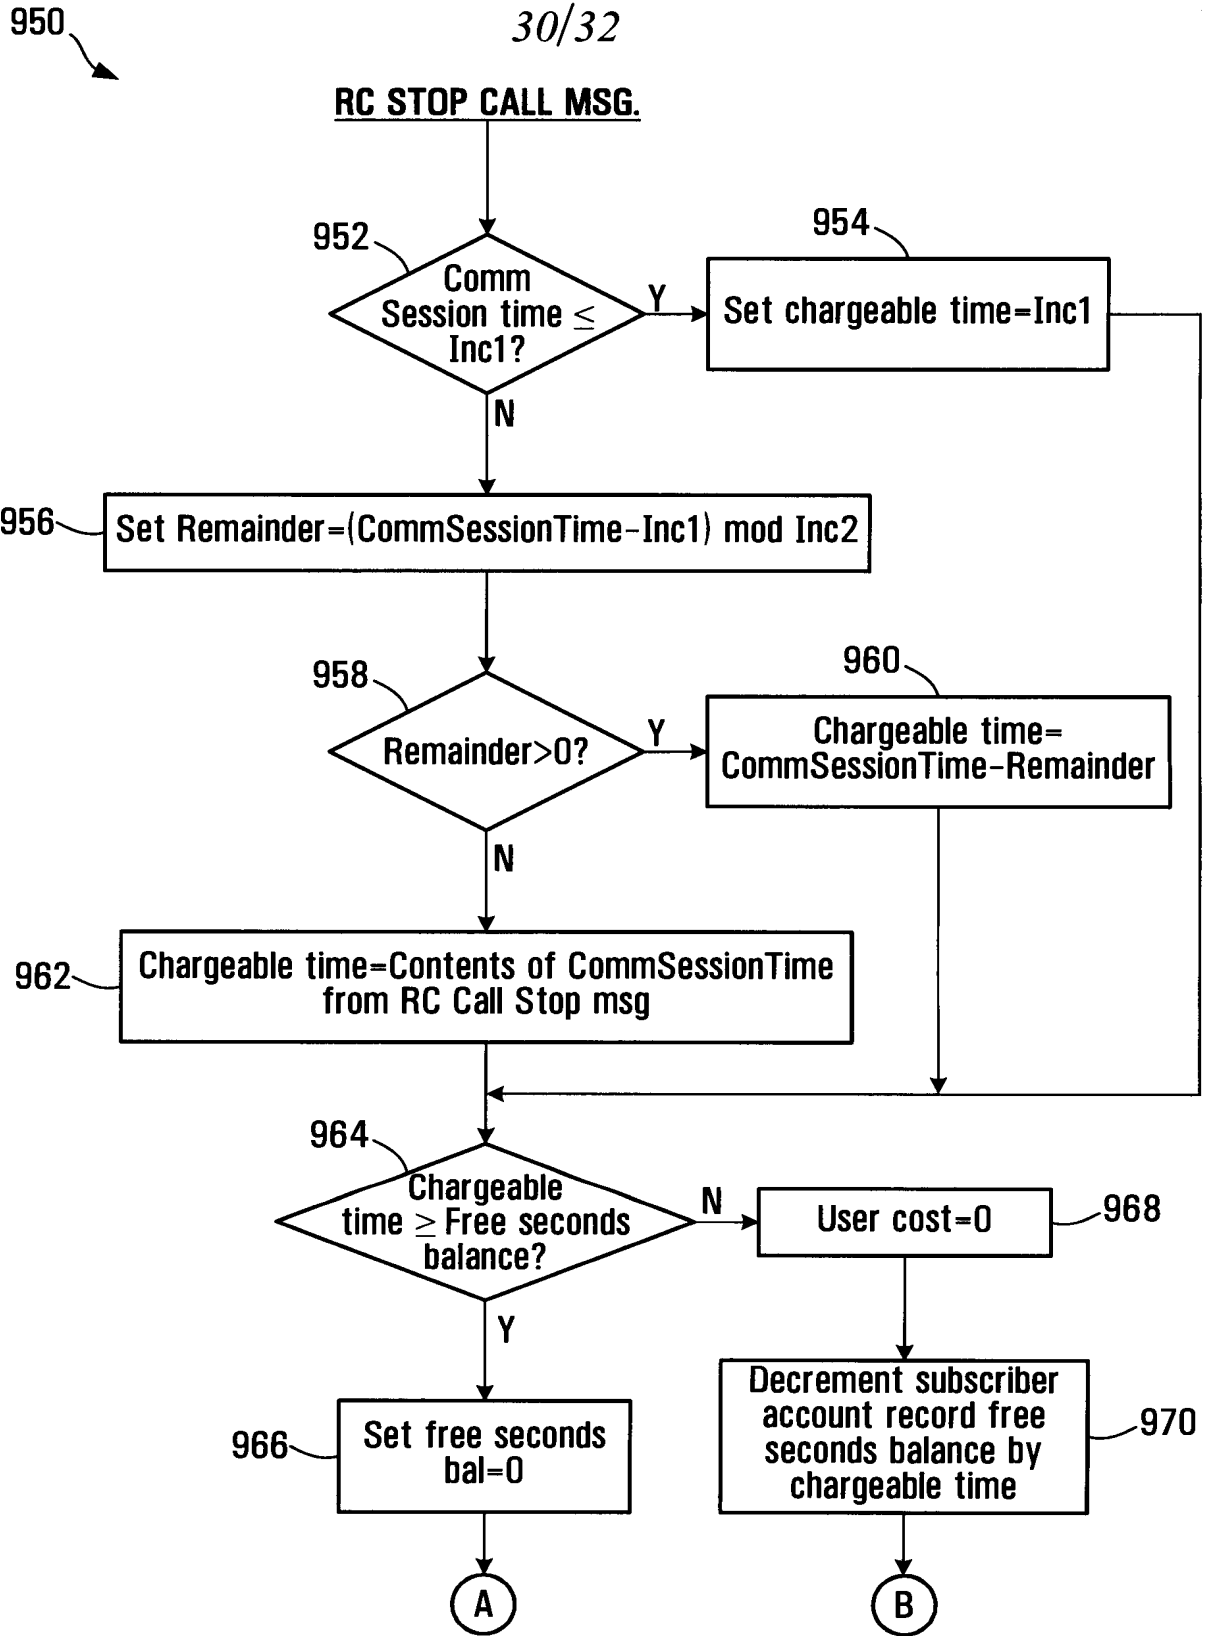 950
30/32
RC STOP CALL MSG.
952
Comm
Session time ≤
Inc1?
Y
954
Set chargeable time=Inc1
N
956
Set Remainder=(CommSessionTime-Inc1) mod Inc2
958
Remainder>0?
Y
960
Chargeable time=
CommSessionTime-Remainder
N
962
Chargeable time=Contents of CommSessionTime
from RC Call Stop msg
964
Chargeable
time ≥ Free seconds
balance?
N
User cost=0
968
Y
966
Set free seconds
bal=0
Decrement subscriber
account record free
seconds balance by
chargeable time
970
A
B